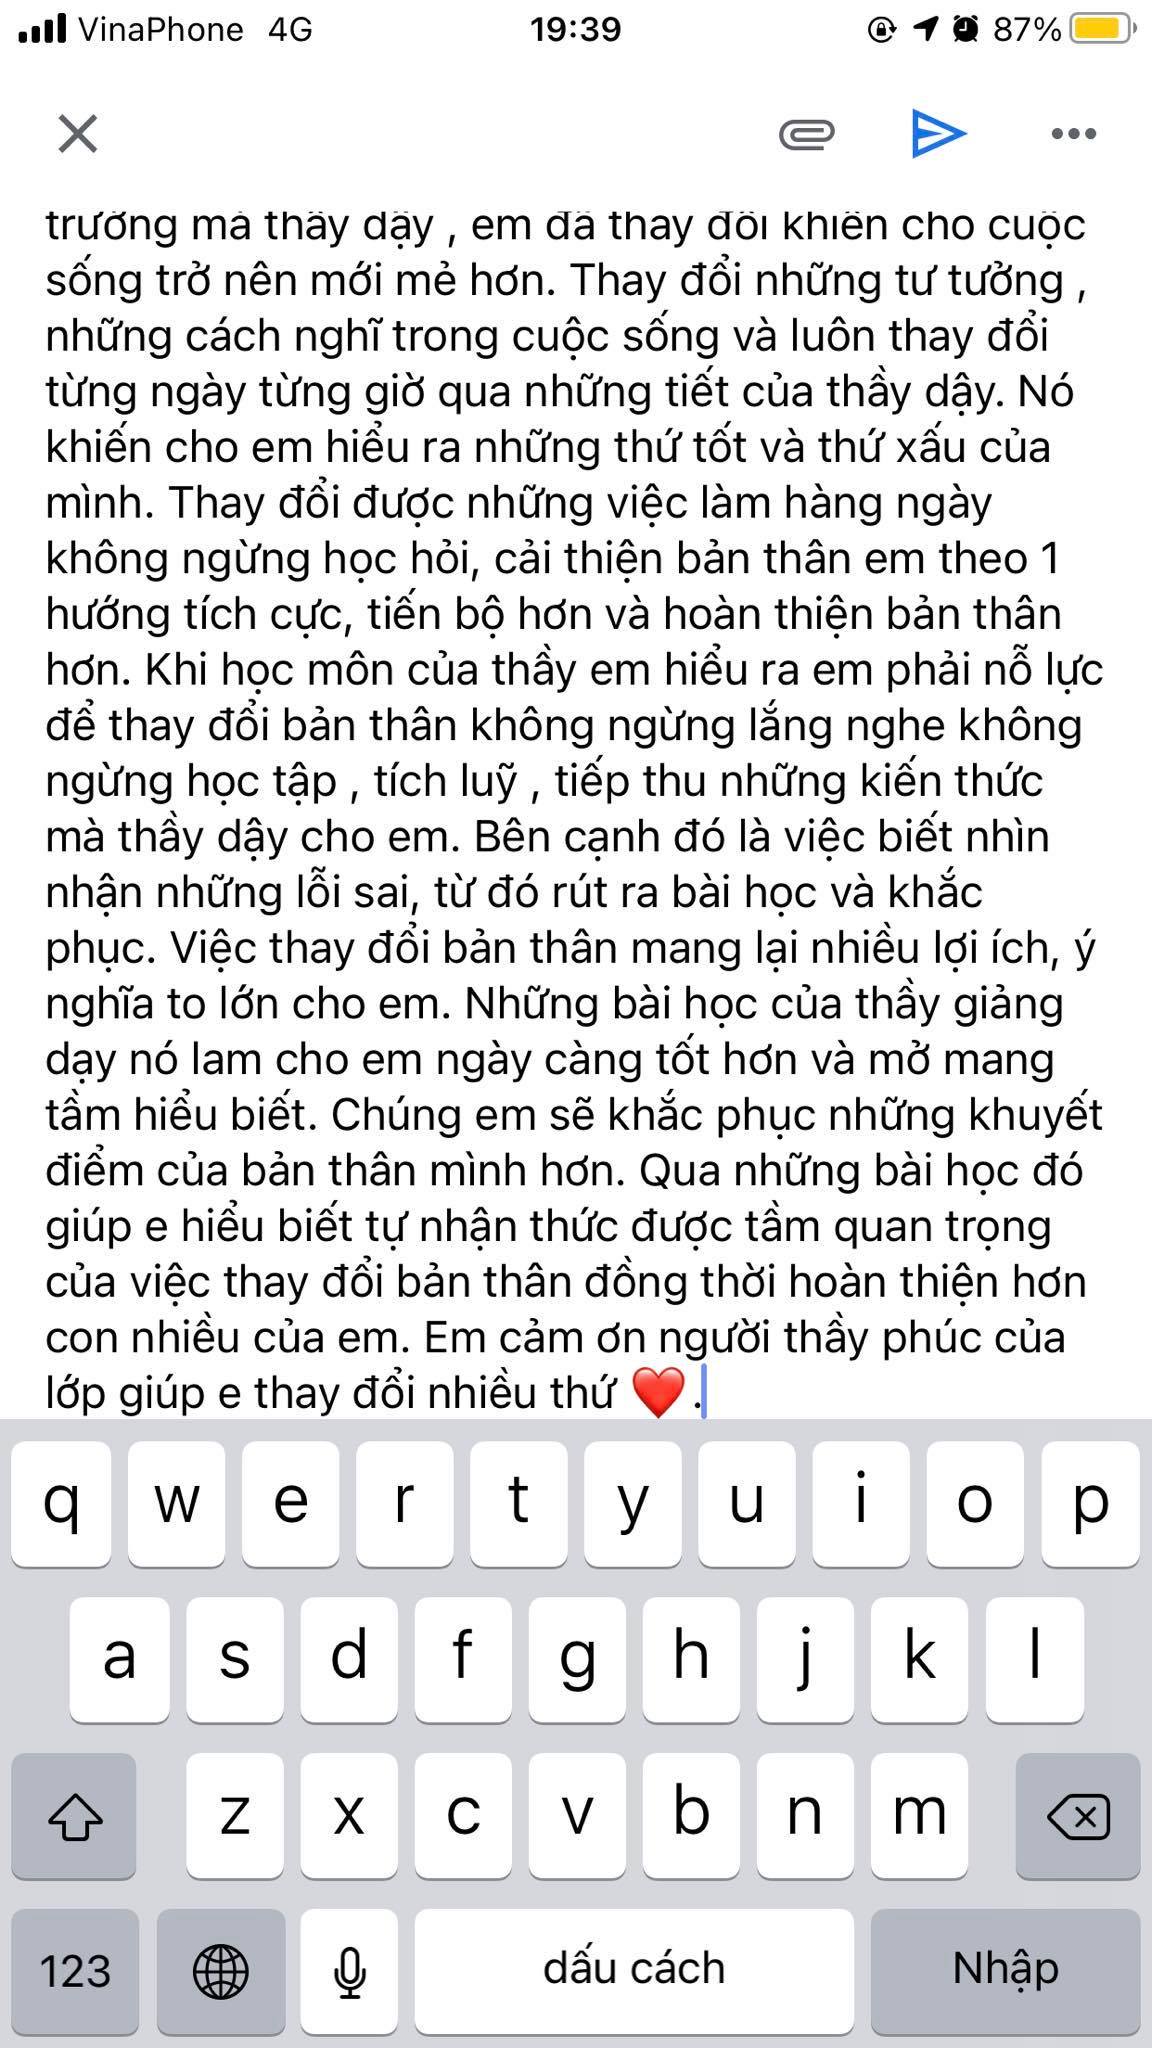 VinaPhone 4G 19:39 87%
trường mà thầy dậy , em đã thay đổi khiến cho cuộc
sống trở nên mới mẻ hơn. Thay đổi những tư tưởng ,
những cách nghĩ trong cuộc sống và luôn thay đổi
từng ngày từng giờ qua những tiết của thầy dậy. Nó
khiến cho em hiểu ra những thứ tốt và thứ xấu của
mình. Thay đổi được những việc làm hàng ngày
không ngừng học hỏi, cải thiện bản thân em theo 1
hướng tích cực, tiến bộ hơn và hoàn thiện bản thân
hơn. Khi học môn của thầy em hiểu ra em phải nỗ lực
để thay đổi bản thân không ngừng lắng nghe không
ngừng học tập , tích luỹ , tiếp thu những kiến thức
mà thầy dậy cho em. Bên cạnh đó là việc biết nhìn
nhận những lỗi sai, từ đó rút ra bài học và khắc
phục. Việc thay đổi bản thân mang lại nhiều lợi ích, ý
nghĩa to lớn cho em. Những bài học của thầy giảng
dạy nó lam cho em ngày càng tốt hơn và mở mang
tầm hiểu biết. Chúng em sẽ khắc phục những khuyết
điểm của bản thân mình hơn. Qua những bài học đó
giúp e hiểu biết tự nhận thức được tầm quan trọng
của việc thay đổi bản thân đồng thời hoàn thiện hơn
con nhiều của em. Em cảm ơn người thầy phúc của
lớp giúp e thay đổi nhiều thứ ❤️ .
q w e r t y u i o p
a s d f g h j k l
z x c v b n m
123 dấu cách Nhập